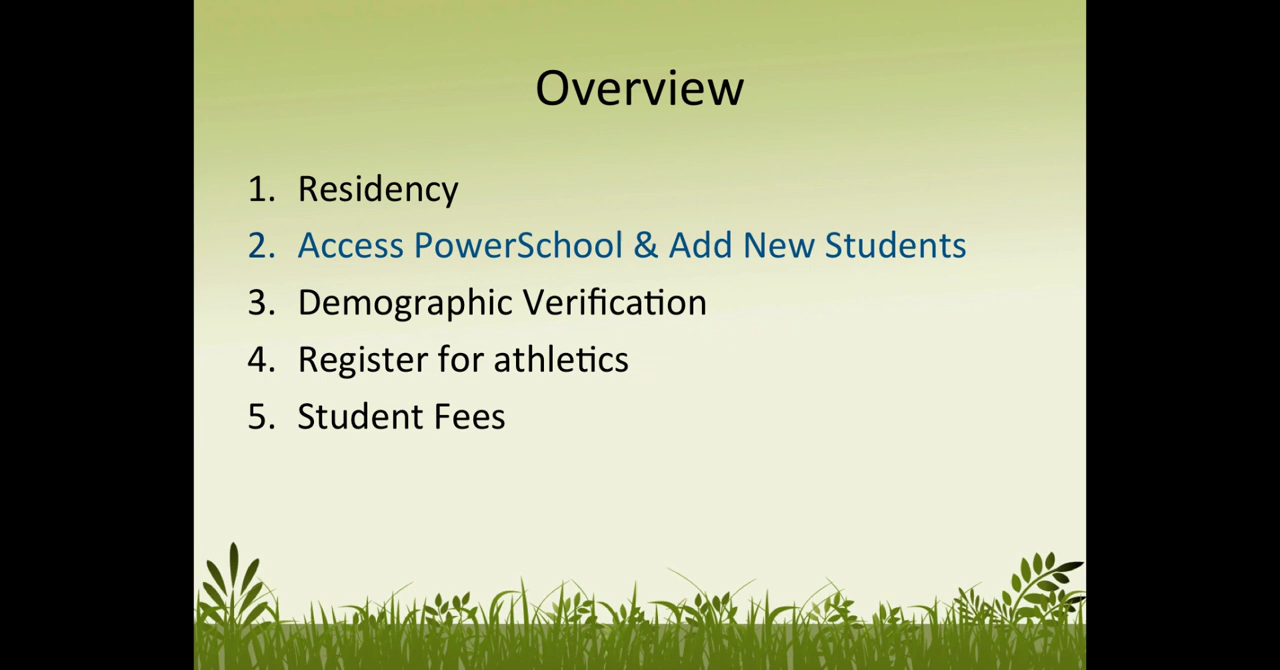 Overview
1. Residency
2. Access PowerSchool & Add New Students
3. Demographic Verification
4. Register for athletics
5. Student Fees